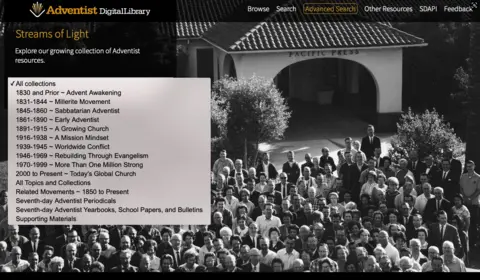 Adventist DigitalLibrary
Browse Search Advanced Search Other Resources SDAPI Feedback
Streams of Light
Explore our growing collection of Adventist
resources.
PACIFIC PRESS
✓All collections
1830 and Prior ~ Advent Awakening
1831-1844 ~ Millerite Movement
1845-1860 ~ Sabbatarian Adventist
1861-1890 ~ Early Adventist
1891-1915 ~ A Growing Church
1916-1938 ~ A Mission Mindset
1939-1945 ~ Worldwide Conflict
1946-1969 ~ Rebuilding Through Evangelism
1970-1999 ~ More Than One Million Strong
2000 to Present ~ Today's Global Church
All Topics and Collections
Related Movements ~ 1850 to Present
Seventh-day Adventist Periodicals
Seventh-day Adventist Yearbooks, School Papers, and Bulletins
Supporting Materials